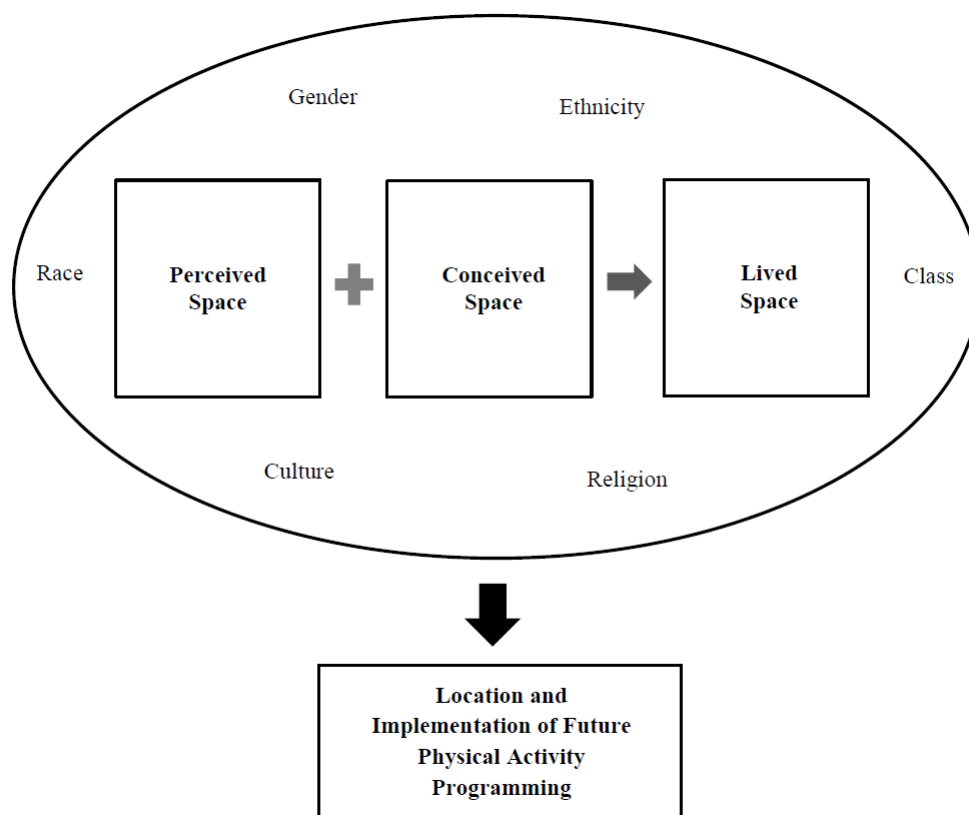 Gender
Ethnicity
Race
Perceived
Space
Conceived
Space
Lived
Space
Class
Culture
Religion
Location and
Implementation of Future
Physical Activity
Programming